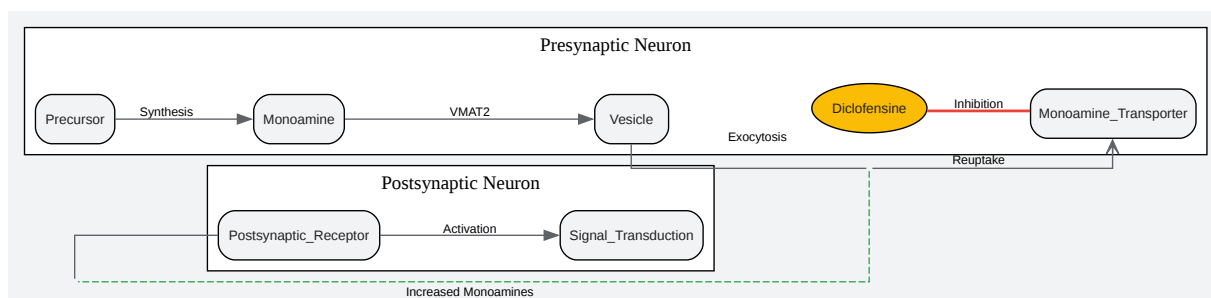 Presynaptic Neuron
Precursor
Synthesis
Monoamine
VMAT2
Vesicle
Exocytosis
Diclofensine
Inhibition
Monoamine_Transporter
Reuptake
Postsynaptic Neuron
Postsynaptic_Receptor
Activation
Signal_Transduction
Increased Monoamines